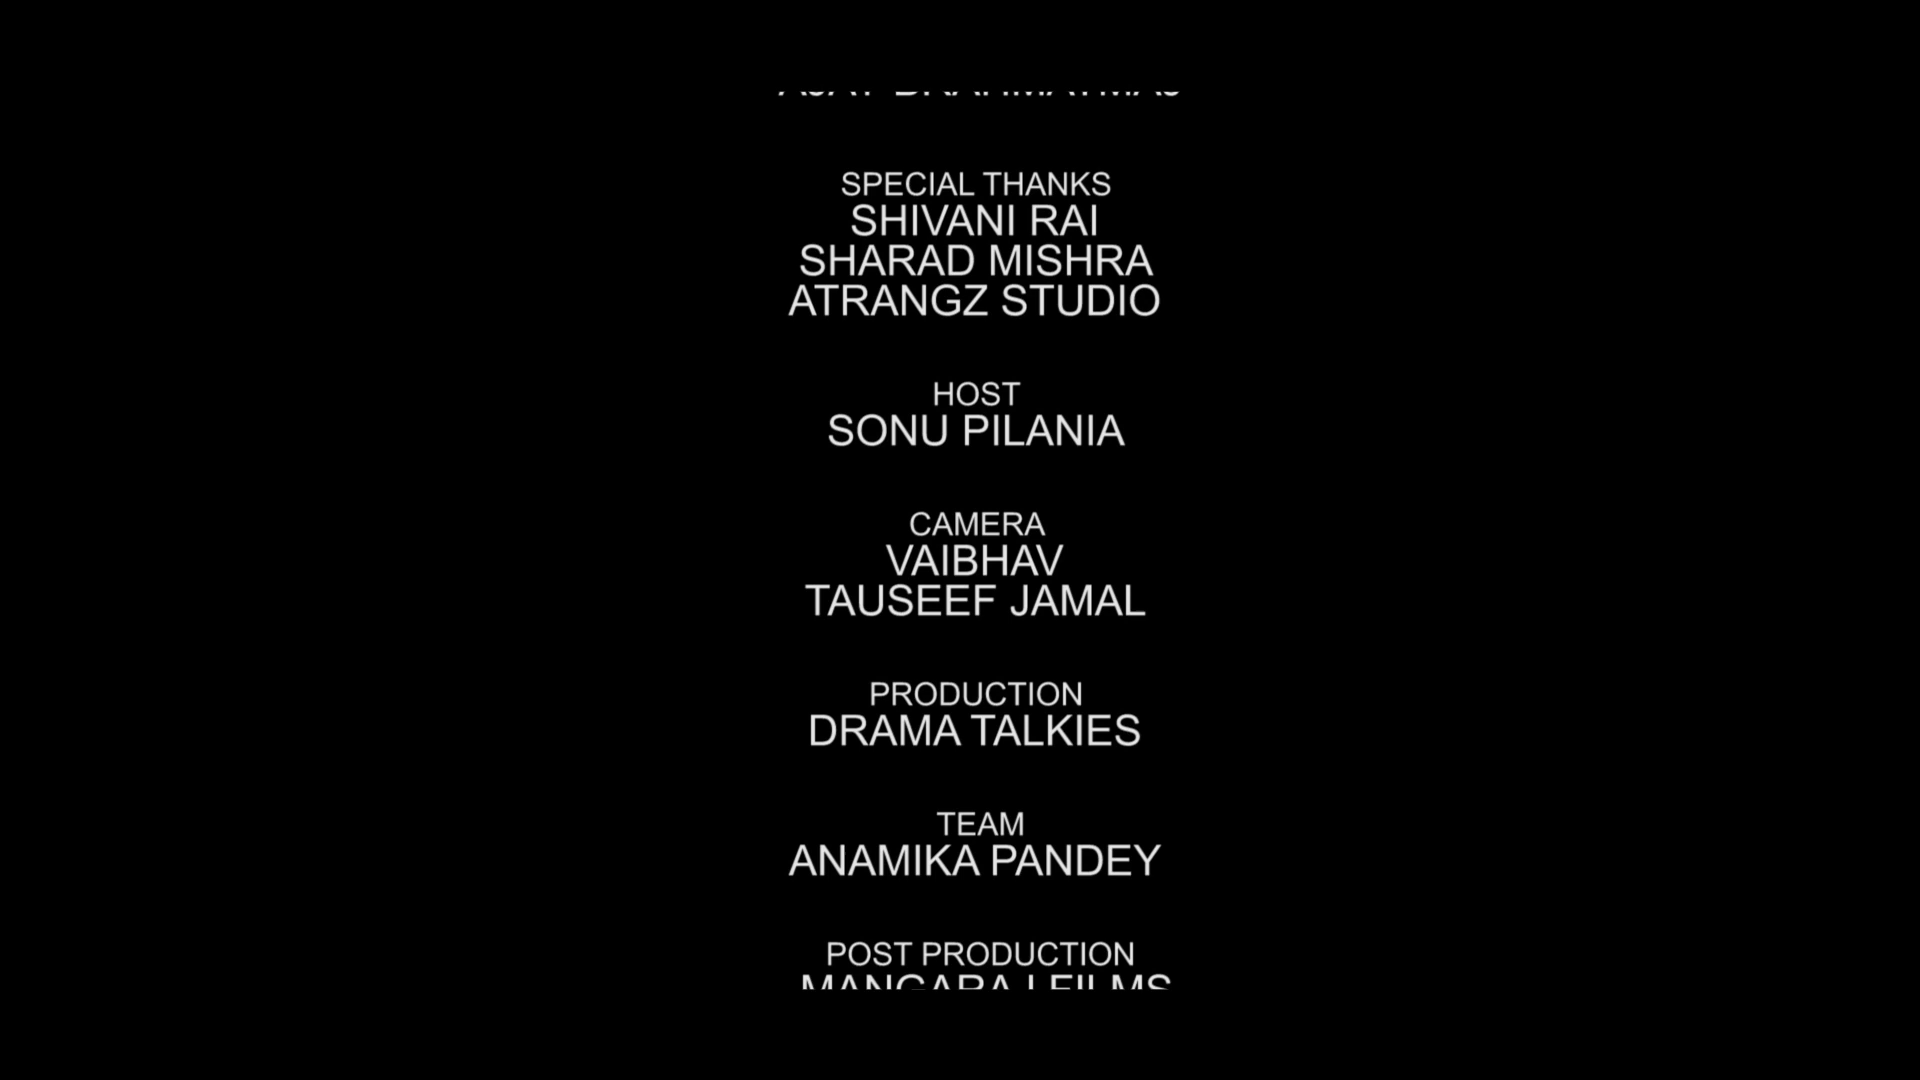 SPECIAL THANKS
SHIVANI RAI
SHARAD MISHRA
ATRANGZ STUDIO
HOST
SONU PILANIA
CAMERA
VAIBHAV
TAUSEEF JAMAL
PRODUCTION
DRAMA TALKIES
TEAM
ANAMIKA PANDEY
POST PRODUCTION
FILMS